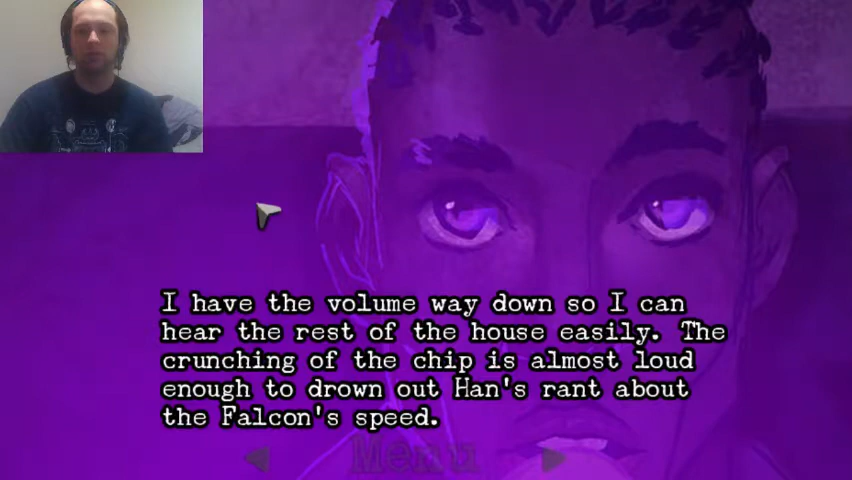 I have the volume way down so I can
hear the rest of the house easily. The
crunching of the chip is almost loud
enough to drown out Han's rant about
the Falcon's speed.
Menu